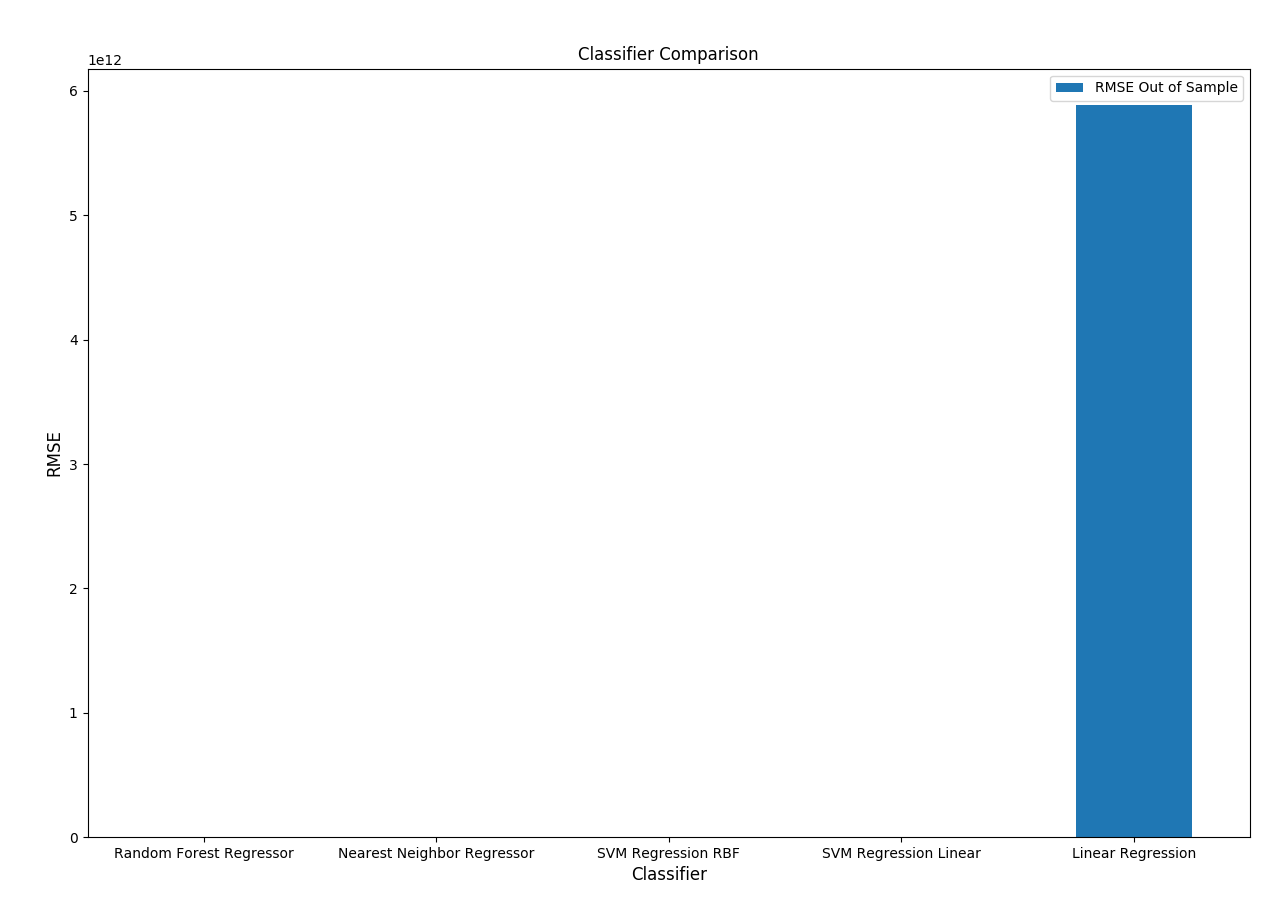 Classifier Comparison
1e12
RMSE Out of Sample
6
5
4
3
2
1
0
RMSE
Random Forest Regressor Nearest Neighbor Regressor SVM Regression RBF SVM Regression Linear Linear Regression
Classifier